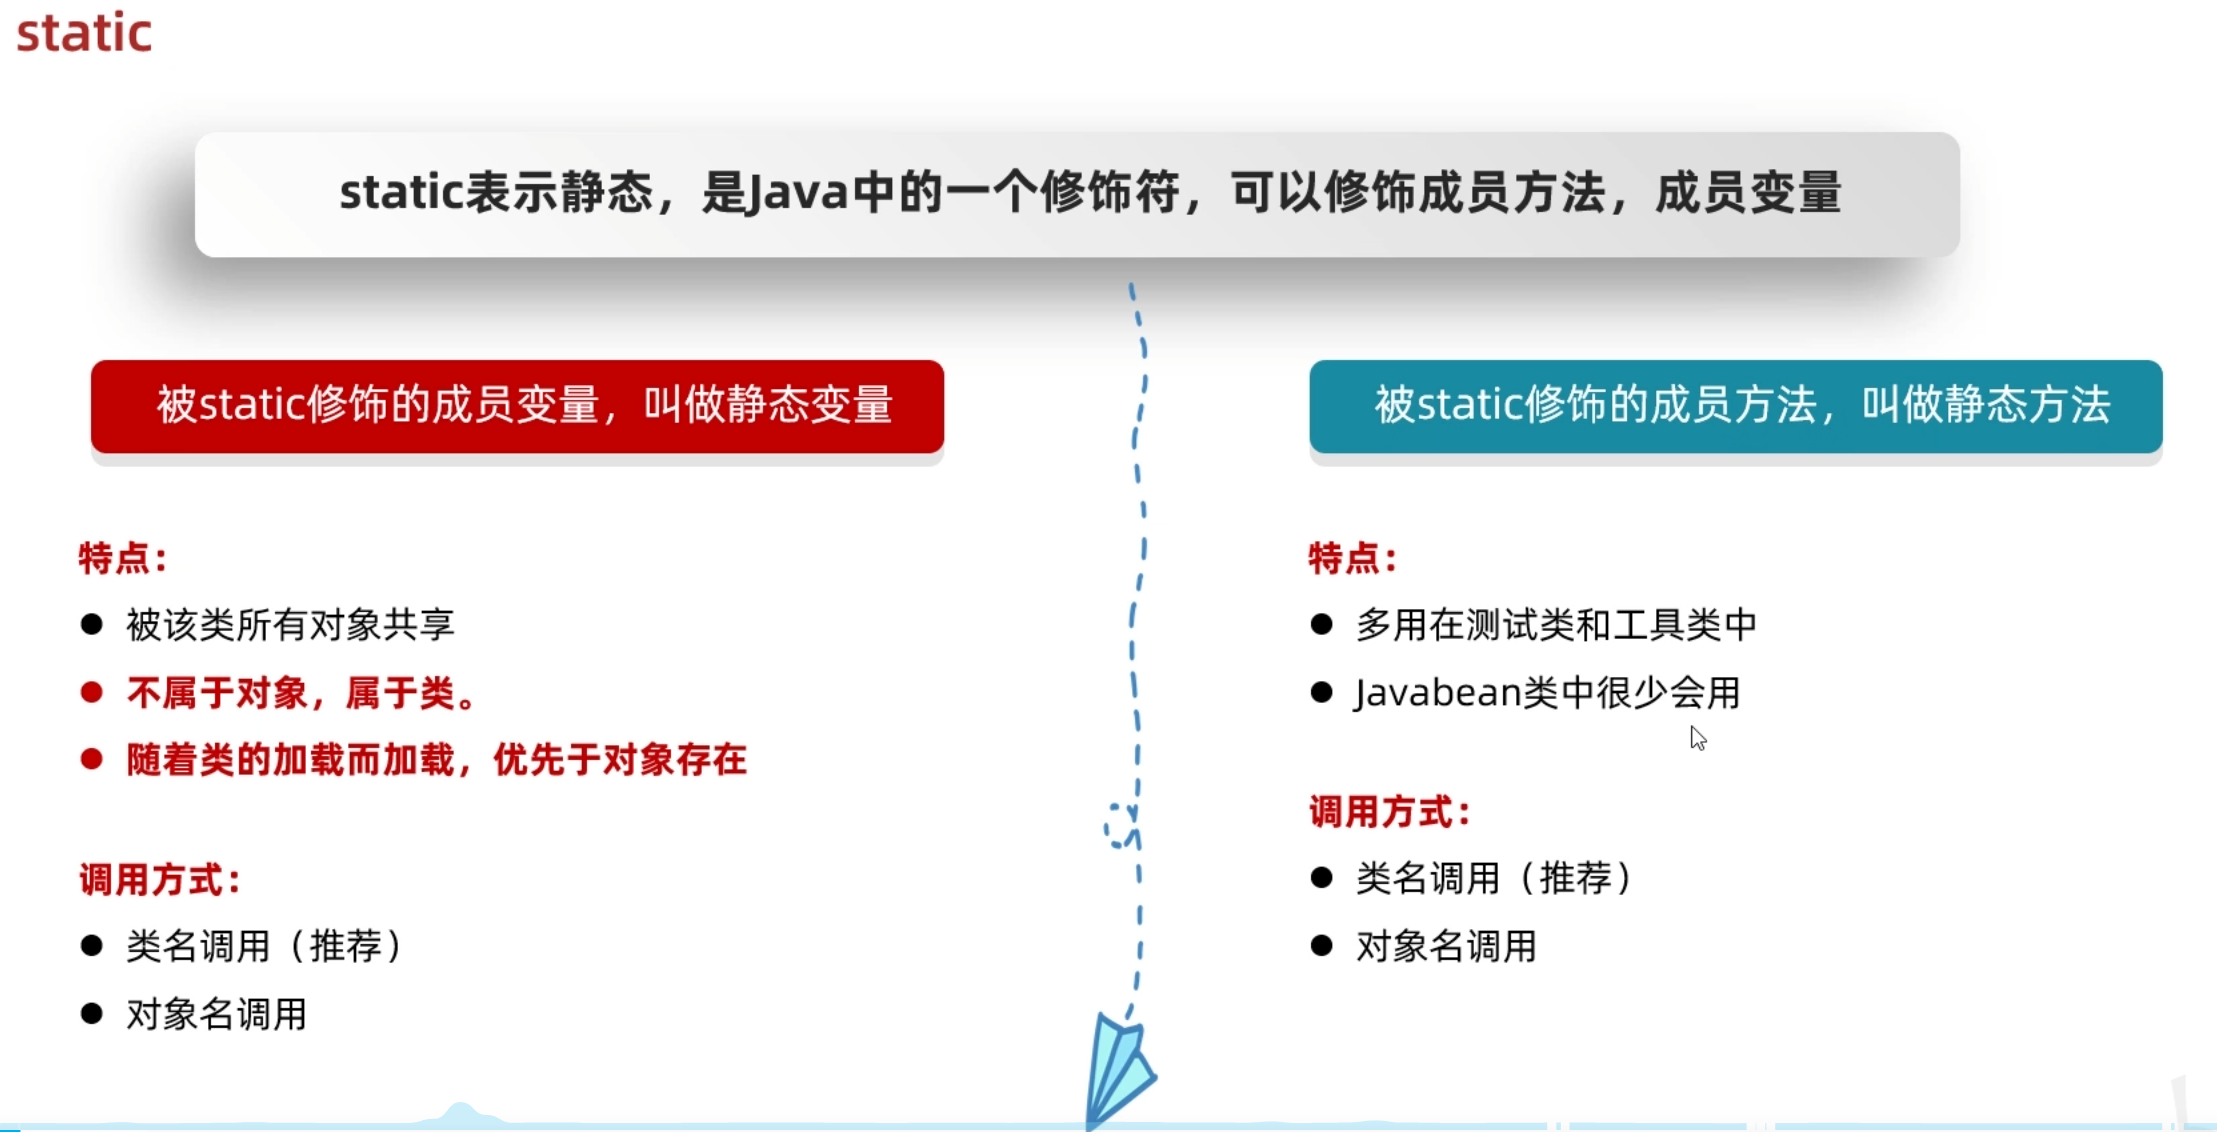 static
static表示静态，是Java中的一个修饰符，可以修饰成员方法，成员变量
被static修饰的成员变量，叫做静态变量
特点：
被该类所有对象共享
不属于对象，属于类。
随着类的加载而加载，优先于对象存在
调用方式：
类名调用（推荐）
对象名调用
被static修饰的成员方法，叫做静态方法
特点：
多用在测试类和工具类中
Javabean类中很少会用
调用方式：
类名调用（推荐）
对象名调用